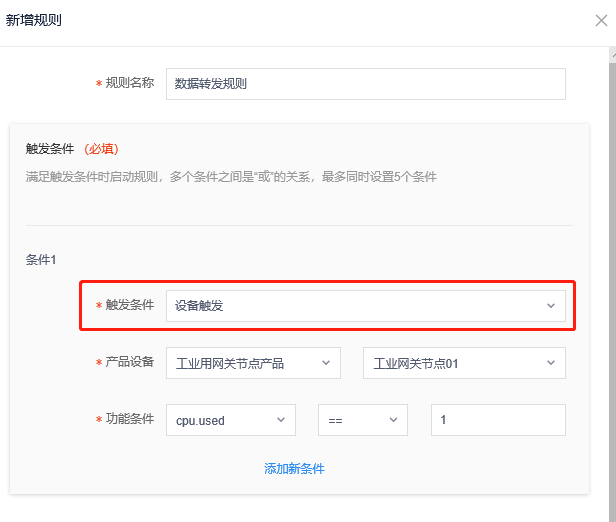 新增规则
* 规则名称 数据转发规则
触发条件 (必填)
满足触发条件时启动规则，多个条件之间是“或”的关系，最多同时设置5个条件
条件1
* 触发条件 设备触发
* 产品设备 工业用网关节点产品 工业网关节点01
* 功能条件 cpu.used == 1
添加新条件